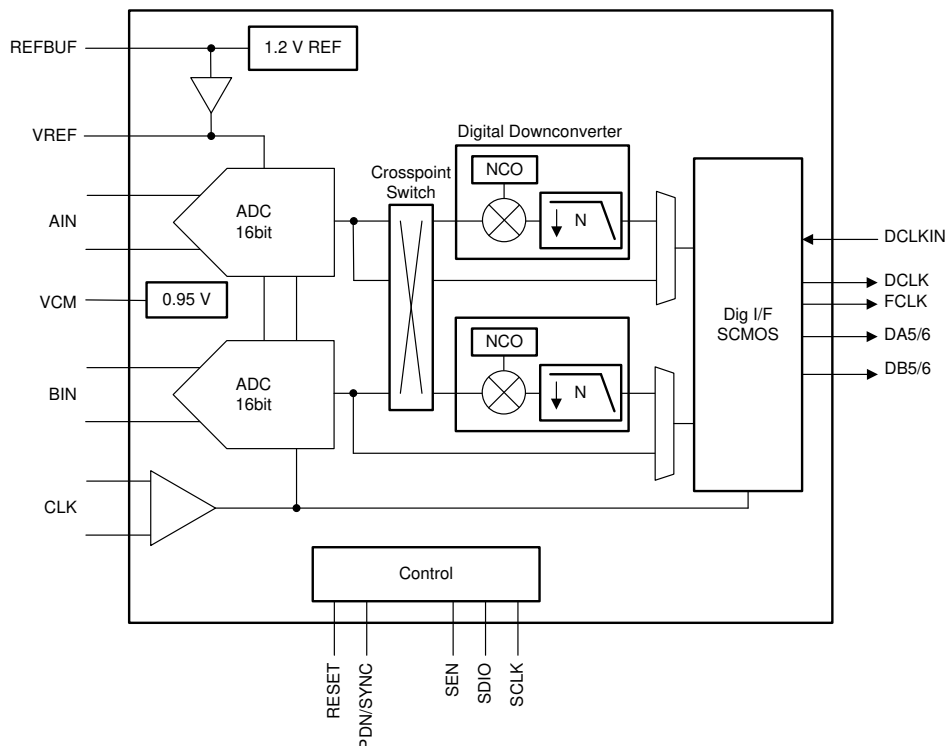 REFBUF
1.2 V REF
VREF
Digital Downconverter
NCO
Crosspoint
Switch
ADC
16bit
N
AIN
DCLKIN
VCM
0.95 V
DCLK
FCLK
Dig I/F
SCMOS
NCO
DA5/6
ADC
16bit
N
BIN
DB5/6
CLK
Control
RESET
PDN/SYNC
SEN
SDIO
SCLK